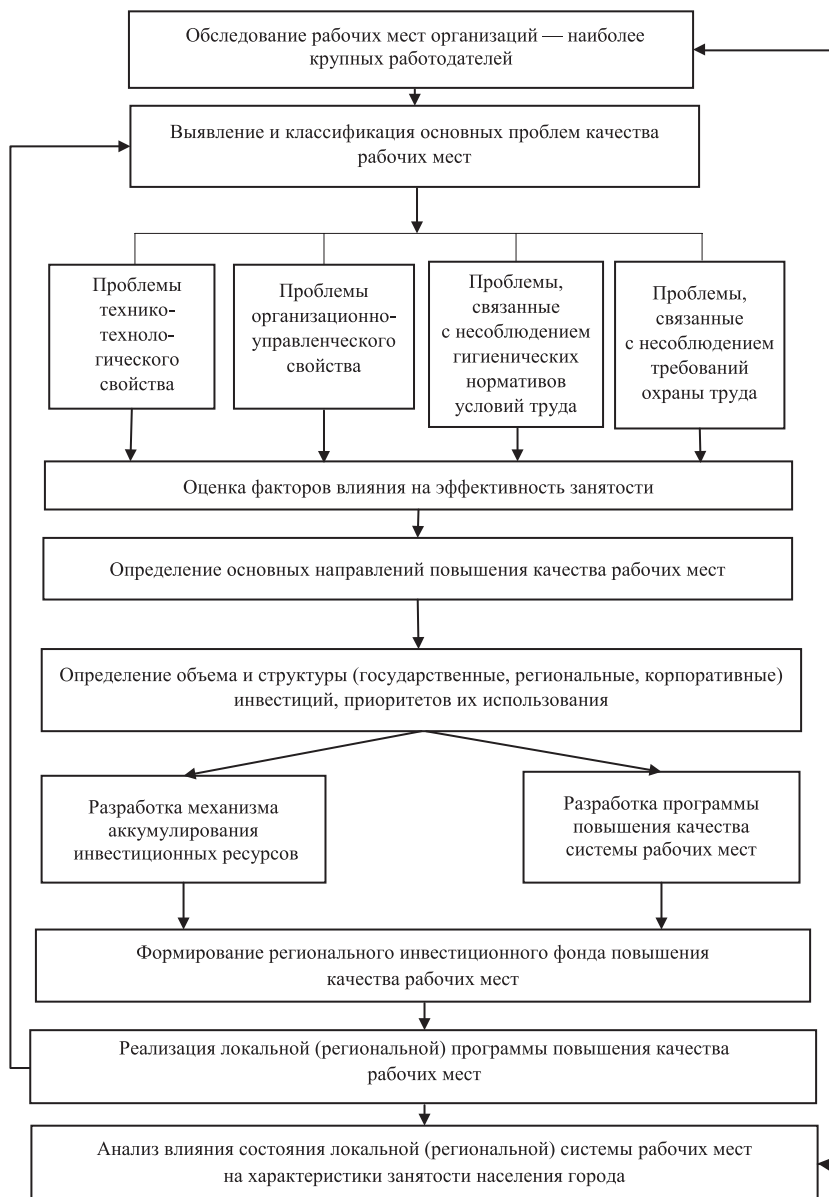 Обследование рабочих мест организаций — наиболее
крупных работодателей
Выявление и классификация основных проблем качества
рабочих мест
Проблемы
технико-
техноло-
гического
свойства
Проблемы
организационно-
управленческого
свойства
Проблемы,
связанные
с несоблюдением
гигиенических
нормативов
условий труда
Проблемы,
связанные
с несоблюдением
требований
охраны труда
Оценка факторов влияния на эффективность занятости
Определение основных направлений повышения качества рабочих мест
Определение объема и структуры (государственные, региональные, корпоративные)
инвестиций, приоритетов их использования
Разработка механизма
аккумулирования
инвестиционных ресурсов
Разработка программы
повышения качества
системы рабочих мест
Формирование регионального инвестиционного фонда повышения
качества рабочих мест
Реализация локальной (региональной) программы повышения качества
рабочих мест
Анализ влияния состояния локальной (региональной) системы рабочих мест
на характеристики занятости населения города